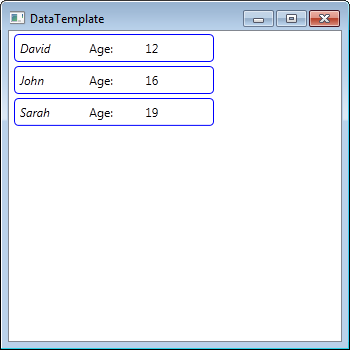 DataTemplate
David Age: 12
John Age: 16
Sarah Age: 19